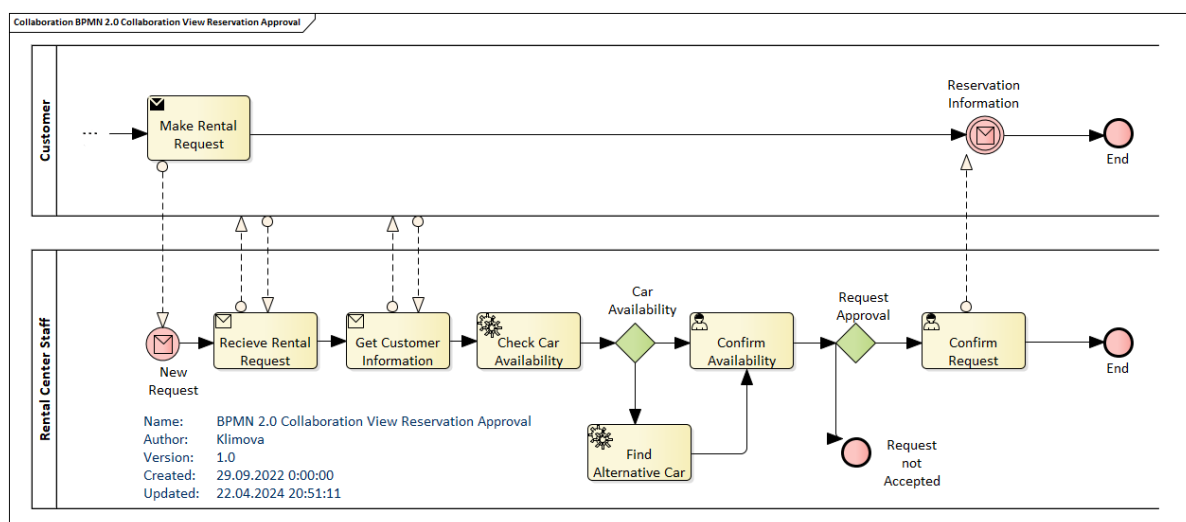 Collaboration BPMN 2.0 Collaboration View Reservation Approval
Customer
...
Make Rental
Request
Reservation
Information
End
Rental Center Staff
New
Request
Recieve Rental
Request
Get Customer
Information
Check Car
Availability
Car
Availability
Confirm
Availability
Request
Approval
Confirm
Request
End
Find
Alternative Car
Request
not
Accepted
Name: BPMN 2.0 Collaboration View Reservation Approval
Author: Klimova
Version: 1.0
Created: 29.09.2022 0:00:00
Updated: 22.04.2024 20:51:11